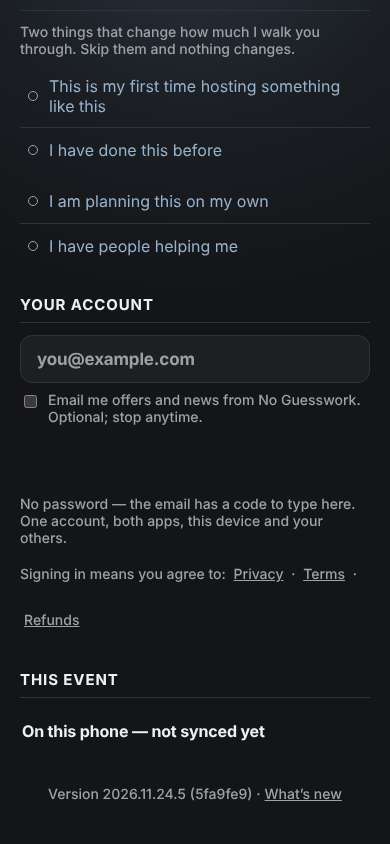 Two things that change how much I walk you
through. Skip them and nothing changes.
This is my first time hosting something
like this
I have done this before
I am planning this on my own
I have people helping me
YOUR ACCOUNT
you@example.com
Email me offers and news from No Guesswork.
Optional; stop anytime.
No password — the email has a code to type here.
One account, both apps, this device and your
others.
Signing in means you agree to: Privacy · Terms ·
Refunds
THIS EVENT
On this phone — not synced yet
Version 2026.11.24.5 (5fa9fe9) · What’s new